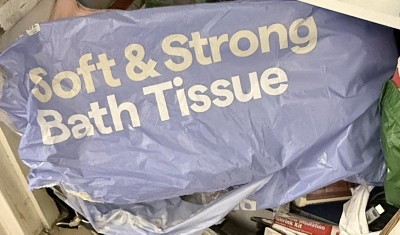 Soft & Strong
Bath Tissue